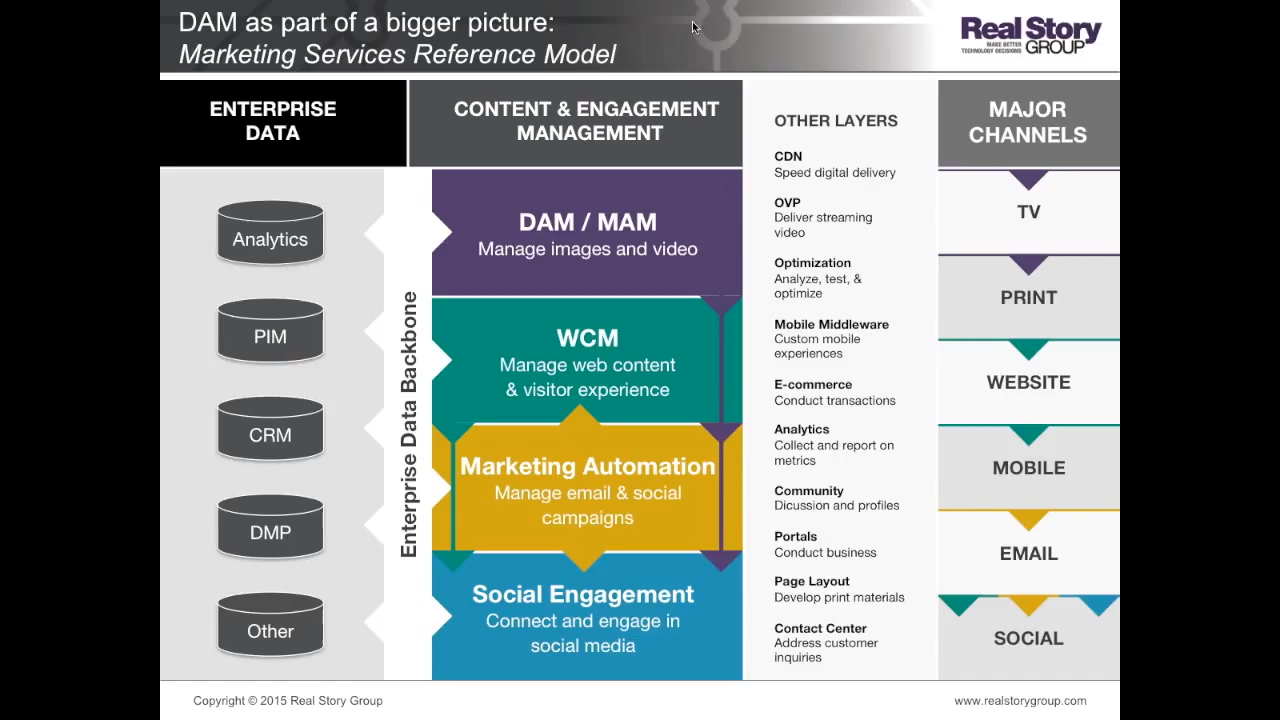 DAM as part of a bigger picture:
Marketing Services Reference Model
Real Story
MAKE BETTER
TECHNOLOGY DECISIONS
GROUP
ENTERPRISE
DATA
Analytics
PIM
CRM
DMP
Other
Enterprise Data Backbone
CONTENT & ENGAGEMENT
MANAGEMENT
DAM / MAM
Manage images and video
WCM
Manage web content
& visitor experience
Marketing Automation
Manage email & social
campaigns
Social Engagement
Connect and engage in
social media
OTHER LAYERS
CDN
Speed digital delivery
OVP
Deliver streaming
video
Optimization
Analyze, test, &
optimize
Mobile Middleware
Custom mobile
experiences
E-commerce
Conduct transactions
Analytics
Collect and report on
metrics
Community
Dicussion and profiles
Portals
Conduct business
Page Layout
Develop print materials
Contact Center
Address customer
inquiries
MAJOR
CHANNELS
TV
PRINT
WEBSITE
MOBILE
EMAIL
SOCIAL
Copyright © 2015 Real Story Group
www.realstorygroup.com